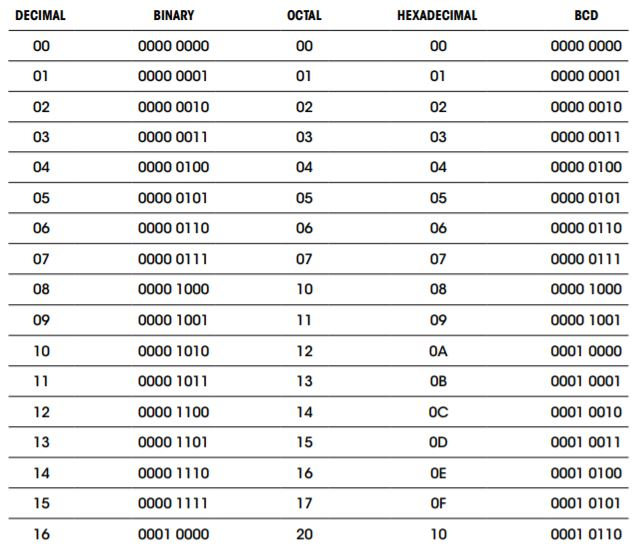 DECIMAL BINARY OCTAL HEXADECIMAL BCD
00 0000 0000 00 00 0000 0000
01 0000 0001 01 01 0000 0001
02 0000 0010 02 02 0000 0010
03 0000 0011 03 03 0000 0011
04 0000 0100 04 04 0000 0100
05 0000 0101 05 05 0000 0101
06 0000 0110 06 06 0000 0110
07 0000 0111 07 07 0000 0111
08 0000 1000 10 08 0000 1000
09 0000 1001 11 09 0000 1001
10 0000 1010 12 0A 0001 0000
11 0000 1011 13 0B 0001 0001
12 0000 1100 14 0C 0001 0010
13 0000 1101 15 0D 0001 0011
14 0000 1110 16 0E 0001 0100
15 0000 1111 17 0F 0001 0101
16 0001 0000 20 10 0001 0110